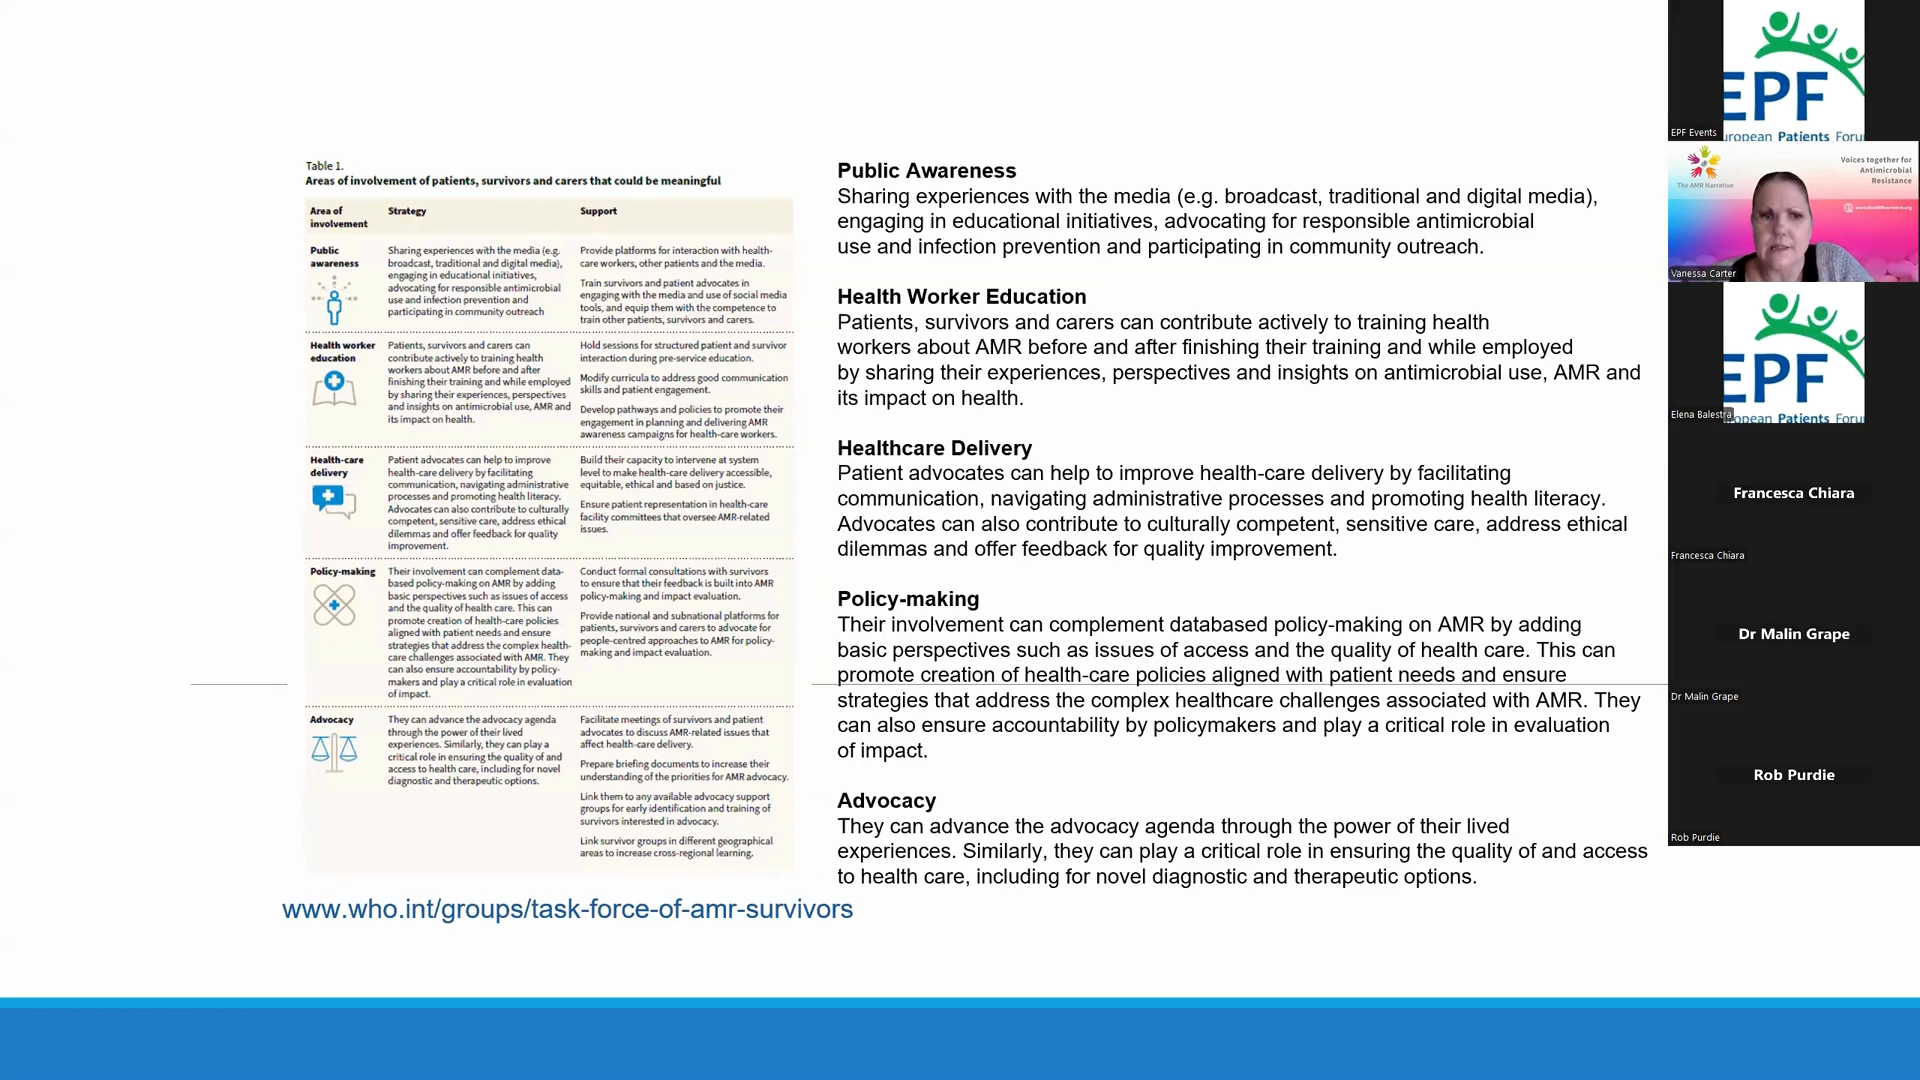 Table 1.
Areas of involvement of patients, survivors and carers that could be meaningful
Area of
involvement
Strategy
Support
Public
awareness
Sharing experiences with the media (e.g.
broadcast, traditional and digital media),
engaging in educational initiatives,
advocating for responsible antimicrobial
use and infection prevention and
participating in community outreach
Provide platforms for interaction with health-
care workers, other patients and the media.
Train survivors and patient advocates in
engaging with the media and use of social media
tools, and equip them with the competence to
train other patients, survivors and carers.
Health worker
education
Patients, survivors and carers can
contribute actively to training health
workers about AMR before and after
finishing their training and while employed
by sharing their experiences, perspectives
and insights on antimicrobial use, AMR and
its impact on health.
Hold sessions for structured patient and survivor
interaction during pre-service education.
Modify curricula to address good communication
skills and patient engagement.
Develop pathways and policies to promote their
engagement in planning and delivering AMR
awareness campaigns for health-care workers.
Health-care
delivery
Patient advocates can help to improve
health-care delivery by facilitating
communication, navigating administrative
processes and promoting health literacy.
Advocates can also contribute to culturally
competent, sensitive care, address ethical
dilemmas and offer feedback for quality
improvement.
Build their capacity to intervene at system
level to make health-care delivery accessible,
equitable, ethical and based on justice.
Ensure patient representation in health-care
facility committees that oversee AMR-related
issues.
Policy-making
Their involvement can complement data-
based policy-making on AMR by adding
basic perspectives such as issues of access
and the quality of health care. This can
promote creation of health-care policies
aligned with patient needs and ensure
strategies that address the complex health-
care challenges associated with AMR. They
can also ensure accountability by policy-
makers and play a critical role in evaluation
of impact.
Conduct formal consultations with survivors
to ensure that their feedback is built into AMR
policy-making and impact evaluation.
Provide national and subnational platforms for
patients, survivors and carers to advocate for
people-centred approaches to AMR for policy-
making and impact evaluation.
Advocacy
They can advance the advocacy agenda
through the power of their lived
experiences. Similarly, they can play a
critical role in ensuring the quality of and
access to health care, including for novel
diagnostic and therapeutic options.
Facilitate meetings of survivors and patient
advocates to discuss AMR-related issues that
affect health-care delivery.
Prepare briefing documents to increase their
understanding of the priorities for AMR advocacy.
Link them to any available advocacy support
groups for early identification and training of
survivors interested in advocacy.
Link survivor groups in different geographical
areas to increase cross-regional learning.
www.who.int/groups/task-force-of-amr-survivors
Public Awareness
Sharing experiences with the media (e.g. broadcast, traditional and digital media),
engaging in educational initiatives, advocating for responsible antimicrobial
use and infection prevention and participating in community outreach.
Health Worker Education
Patients, survivors and carers can contribute actively to training health
workers about AMR before and after finishing their training and while employed
by sharing their experiences, perspectives and insights on antimicrobial use, AMR and
its impact on health.
Healthcare Delivery
Patient advocates can help to improve health-care delivery by facilitating
communication, navigating administrative processes and promoting health literacy.
Advocates can also contribute to culturally competent, sensitive care, address ethical
dilemmas and offer feedback for quality improvement.
Policy-making
Their involvement can complement databased policy-making on AMR by adding
basic perspectives such as issues of access and the quality of health care. This can
promote creation of health-care policies aligned with patient needs and ensure
strategies that address the complex healthcare challenges associated with AMR. They
can also ensure accountability by policymakers and play a critical role in evaluation
of impact.
Advocacy
They can advance the advocacy agenda through the power of their lived
experiences. Similarly, they can play a critical role in ensuring the quality of and access
to health care, including for novel diagnostic and therapeutic options.
EPF
uropean Patients Foru
EPF Events
The AMR Narrative
Voices together for
Antimicrobial
Resistance
Vanessa Carter
EPF
opean Patients Foru
Elena Balestra
Francesca Chiara
Francesca Chiara
Dr Malin Grape
Dr Malin Grape
Rob Purdie
Rob Purdie